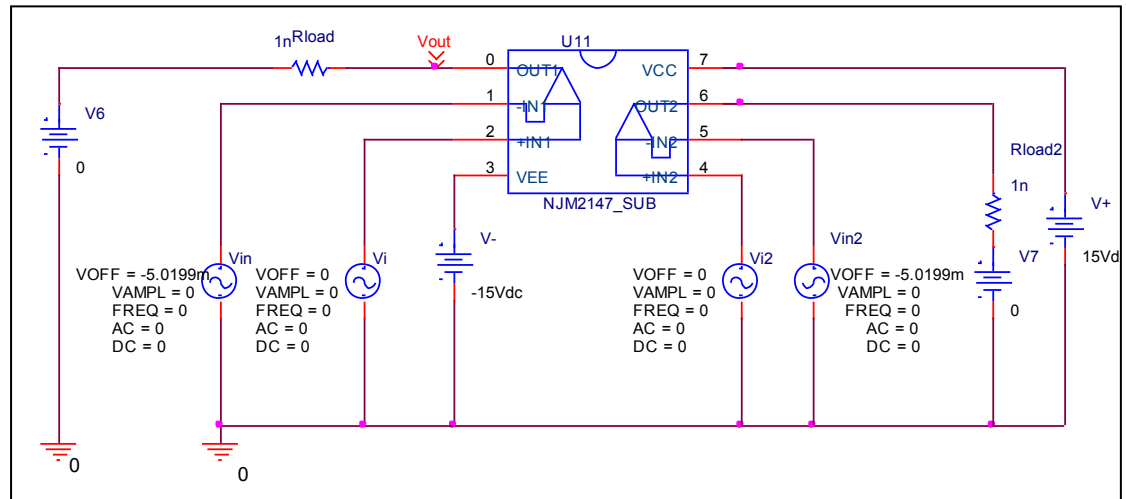 1n
Rload
Vout
U11
0
OUT1
7
VCC
1
-IN1
6
OUT2
2
+IN1
5
-IN2
3
VEE
4
+IN2
NJM2147_SUB
V6
0
Rload2
1n
V+
15Vd
V7
0
V-
-15Vdc
Vin
VOFF = -5.0199m
VAMPL = 0
FREQ = 0
AC = 0
DC = 0
Vi
VOFF = 0
VAMPL = 0
FREQ = 0
AC = 0
DC = 0
Vi2
VOFF = 0
VAMPL = 0
FREQ = 0
AC = 0
DC = 0
Vin2
VOFF = -5.0199m
VAMPL = 0
FREQ = 0
AC = 0
DC = 0
0
0